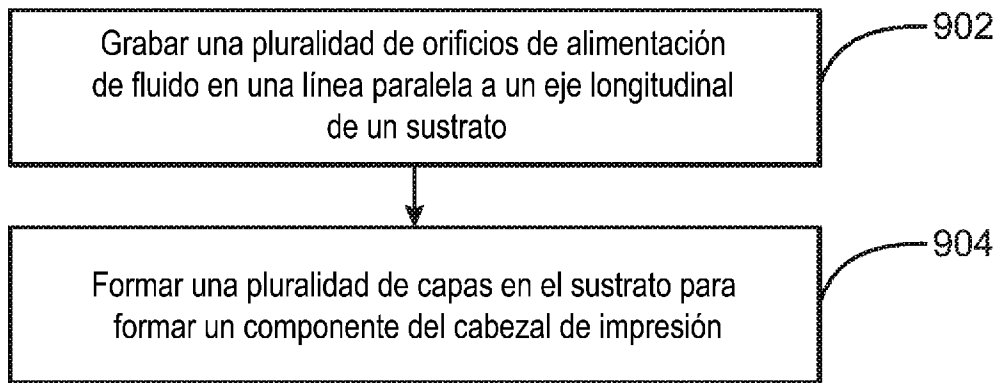 Grabar una pluralidad de orificios de alimentación
de fluido en una línea paralela a un eje longitudinal
de un sustrato
902
Formar una pluralidad de capas en el sustrato para
formar un componente del cabezal de impresión
904